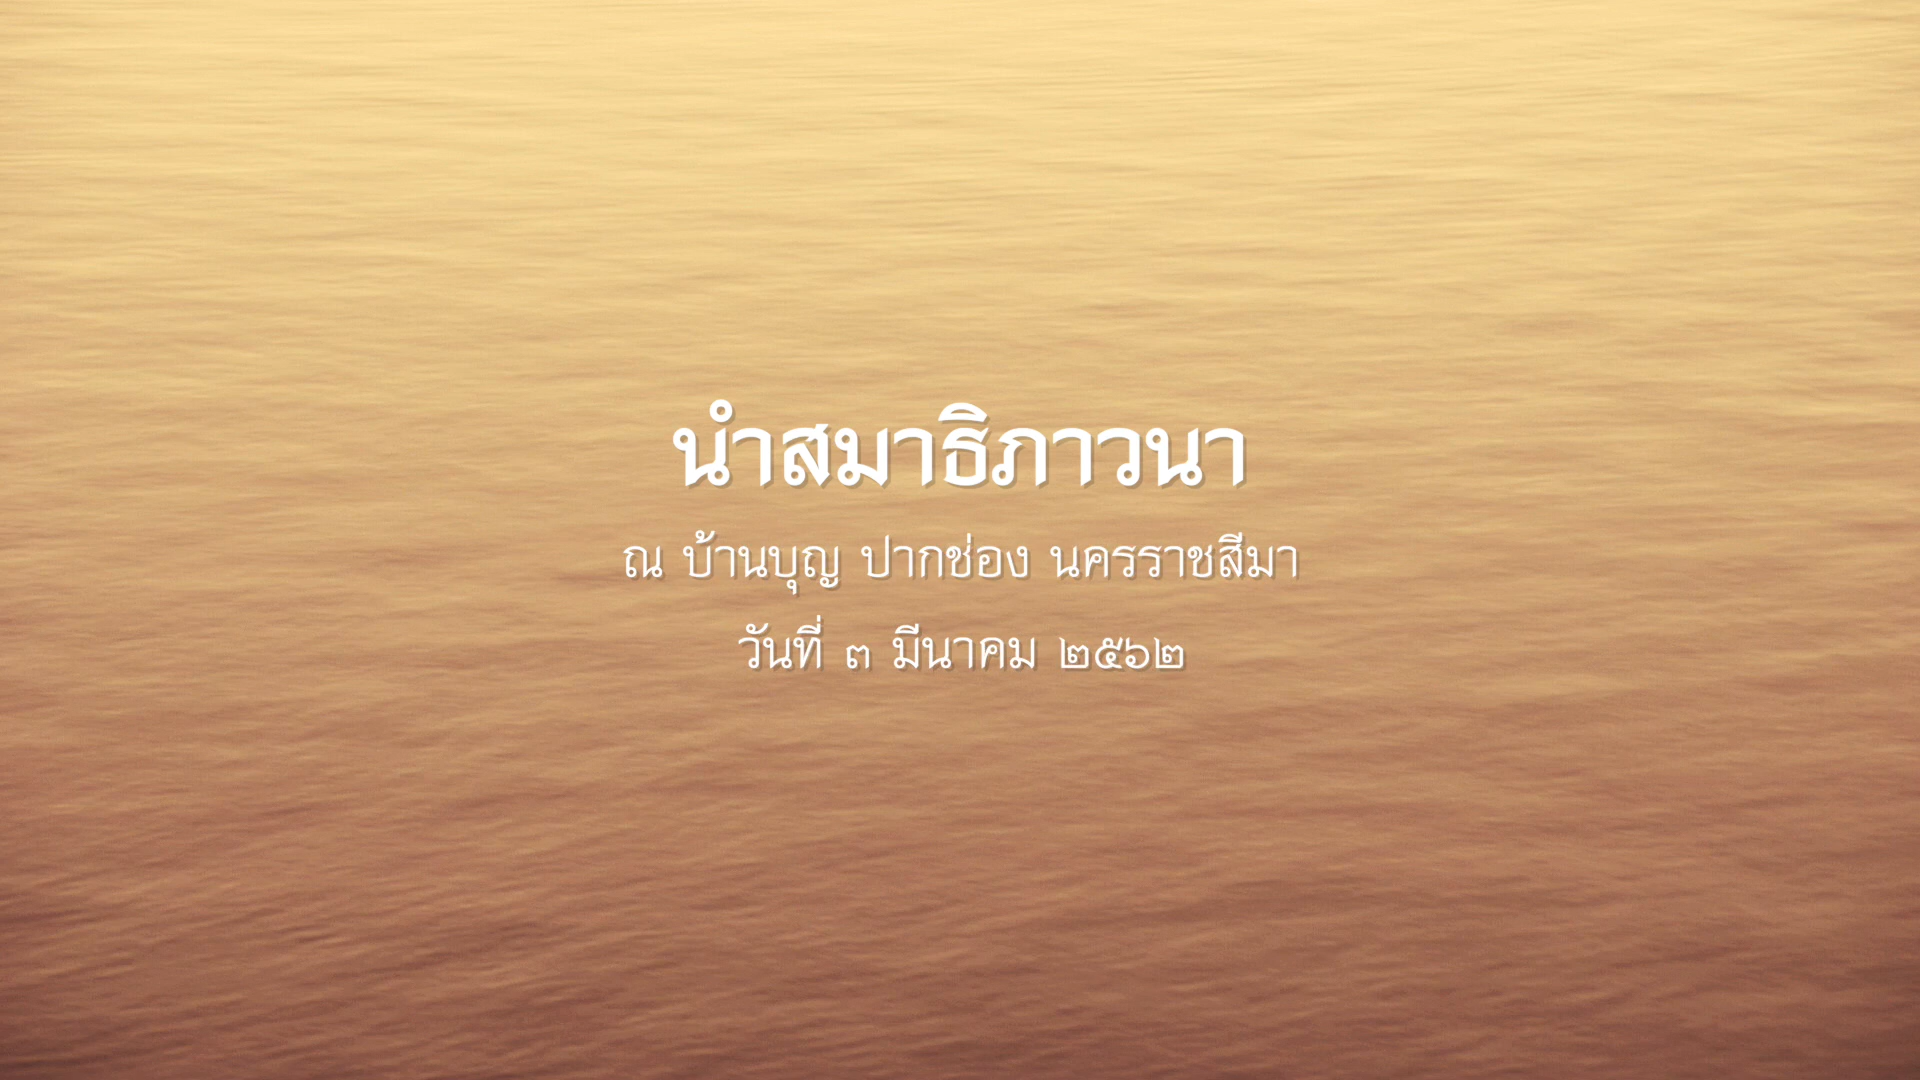 นำสมาธิภาวนา
ณ บ้านบุญ ปากช่อง นครราชสีมา
วันที่ ๓ มีนาคม ๒๕๖๒